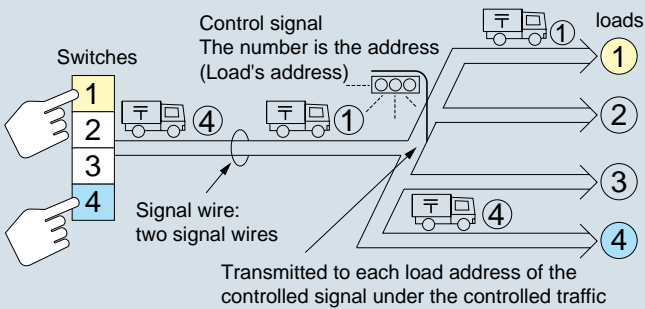 Control signal
The number is the address
(Load's address)
loads
Switches
1
2
3
4
〒 4
〒 1
〒 1
〒 4
1
2
3
4
Signal wire:
two signal wires
Transmitted to each load address of the
controlled signal under the controlled traffic